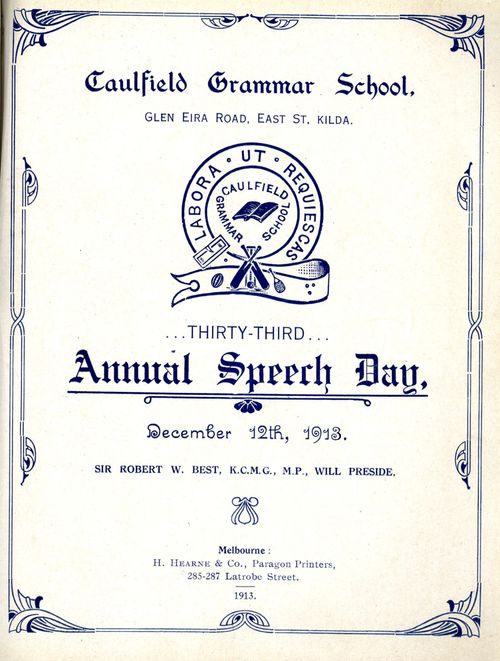 Caulfield Grammar School.
GLEN EIRA ROAD, EAST ST. KILDA.
LABORA · UT · REQUIESCAS
CAULFIELD
GRAMMAR SCHOOL
...THIRTY-THIRD...
Annual Speech Day,
December 12th, 1913.
SIR ROBERT W. BEST, K.C.M.G., M.P., WILL PRESIDE.
Melbourne:
H. HEARNE & Co., Paragon Printers,
285-287 Latrobe Street.
1913.